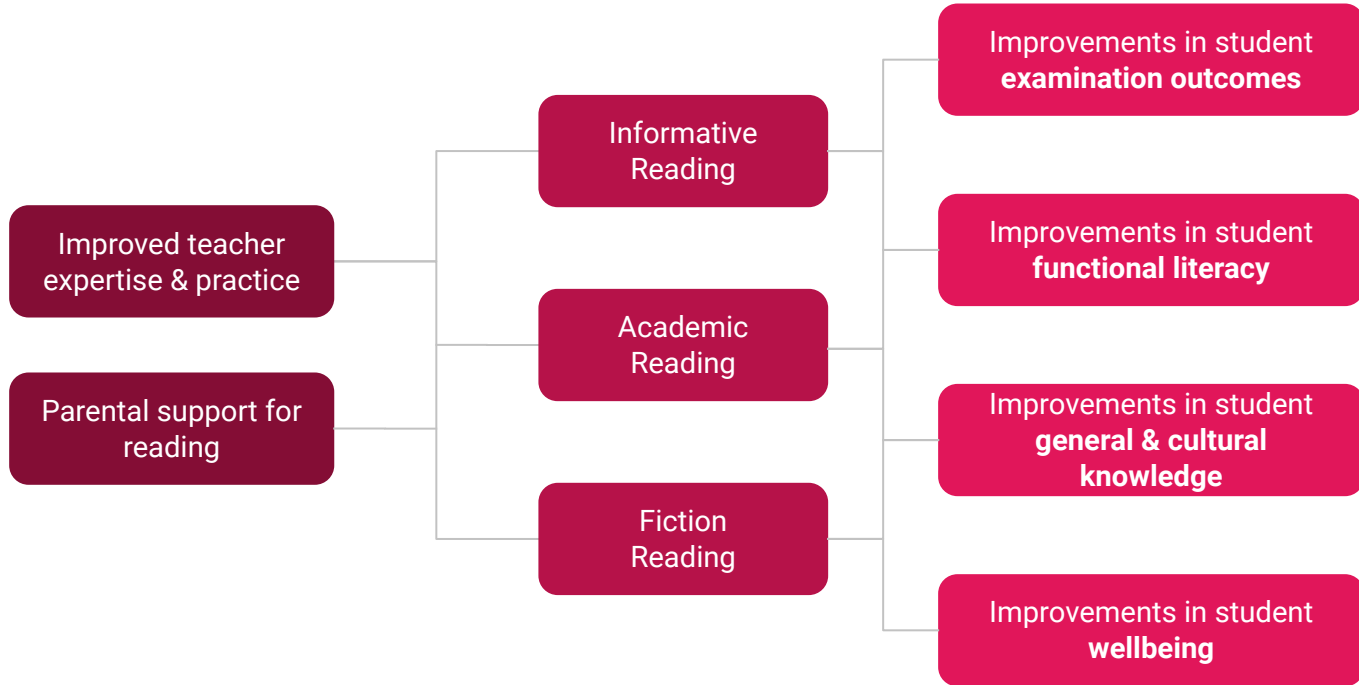 Improved teacher
expertise & practice
Parental support for
reading
Informative
Reading
Academic
Reading
Fiction
Reading
Improvements in student
examination outcomes
Improvements in student
functional literacy
Improvements in student
general & cultural
knowledge
Improvements in student
wellbeing